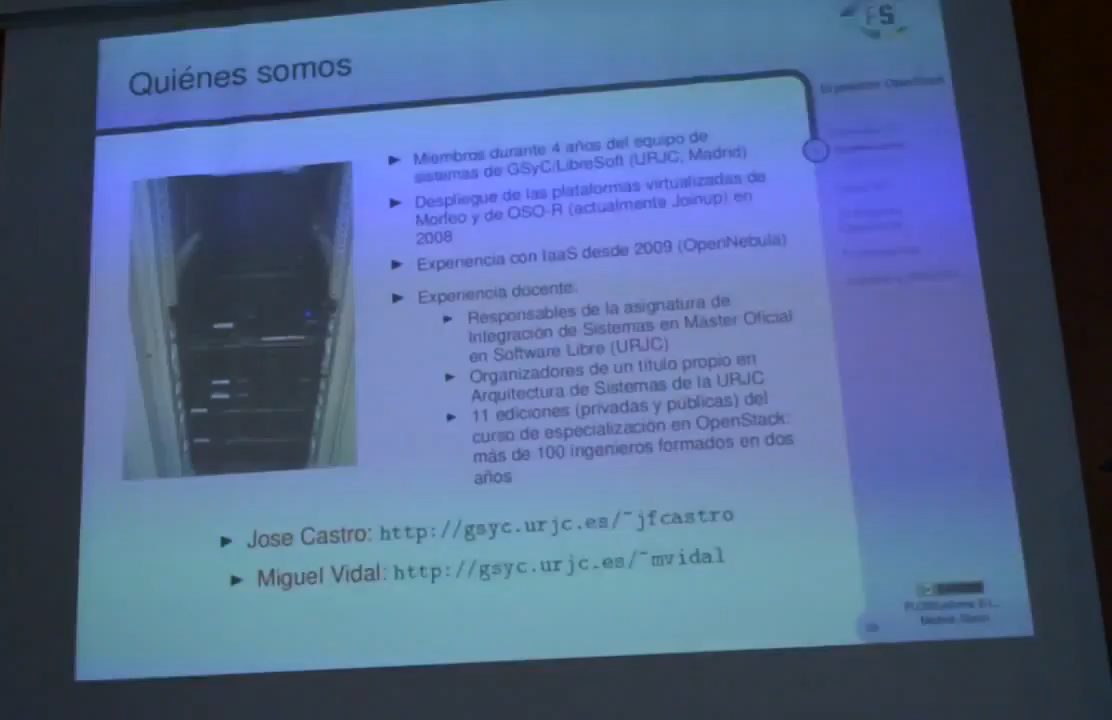 Quiénes somos
► Miembros durante 4 años del equipo de
sistemas de GSyC/LibreSoft (URJC, Madrid)
► Despliegue de las plataformas virtualizadas de
Morfeo y de OSO-R (actualmente Joinup) en
2008
► Experiencia con IaaS desde 2009 (OpenNebula)
► Experiencia docente:
► Responsables de la asignatura de
Integración de Sistemas en Máster Oficial
en Software Libre (URJC)
► Organizadores de un título propio en
Arquitectura de Sistemas de la URJC
► 11 ediciones (privadas y públicas) del
curso de especialización en OpenStack:
más de 100 ingenieros formados en dos
años
► Jose Castro: http://gsyc.urjc.es/~jfcastro
► Miguel Vidal: http://gsyc.urjc.es/~mvidal
OpenStack
Madrid, Spain